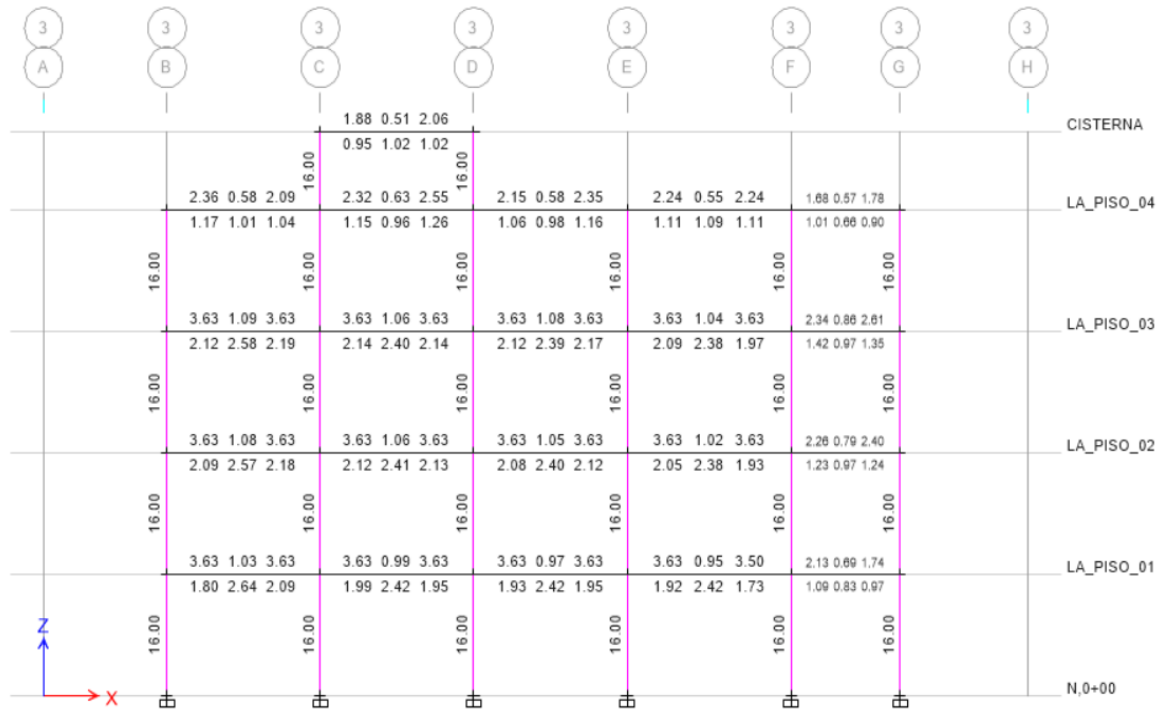 3 3 3 3 3 3 3 3
A B C D E F G H
1.88 0.51 2.06
CISTERNA
0.95 1.02 1.02
16.00 16.00
2.36 0.58 2.09 2.32 0.63 2.55 2.15 0.58 2.35 2.24 0.55 2.24 1.68 0.57 1.78
LA_PISO_04
1.17 1.01 1.04 1.15 0.96 1.26 1.06 0.98 1.16 1.11 1.09 1.11 1.01 0.66 0.90
16.00 16.00 16.00 16.00 16.00 16.00
3.63 1.09 3.63 3.63 1.06 3.63 3.63 1.08 3.63 3.63 1.04 3.63 2.34 0.86 2.61
LA_PISO_03
2.12 2.58 2.19 2.14 2.40 2.14 2.12 2.39 2.17 2.09 2.38 1.97 1.42 0.97 1.35
16.00 16.00 16.00 16.00 16.00 16.00
3.63 1.08 3.63 3.63 1.06 3.63 3.63 1.05 3.63 3.63 1.02 3.63 2.26 0.79 2.40
LA_PISO_02
2.09 2.57 2.18 2.12 2.41 2.13 2.08 2.40 2.12 2.05 2.38 1.93 1.23 0.97 1.24
16.00 16.00 16.00 16.00 16.00 16.00
3.63 1.03 3.63 3.63 0.99 3.63 3.63 0.97 3.63 3.63 0.95 3.50 2.13 0.69 1.74
LA_PISO_01
1.80 2.64 2.09 1.99 2.42 1.95 1.93 2.42 1.95 1.92 2.42 1.73 1.09 0.83 0.97
16.00 16.00 16.00 16.00 16.00 16.00
Z
X
N,0+00